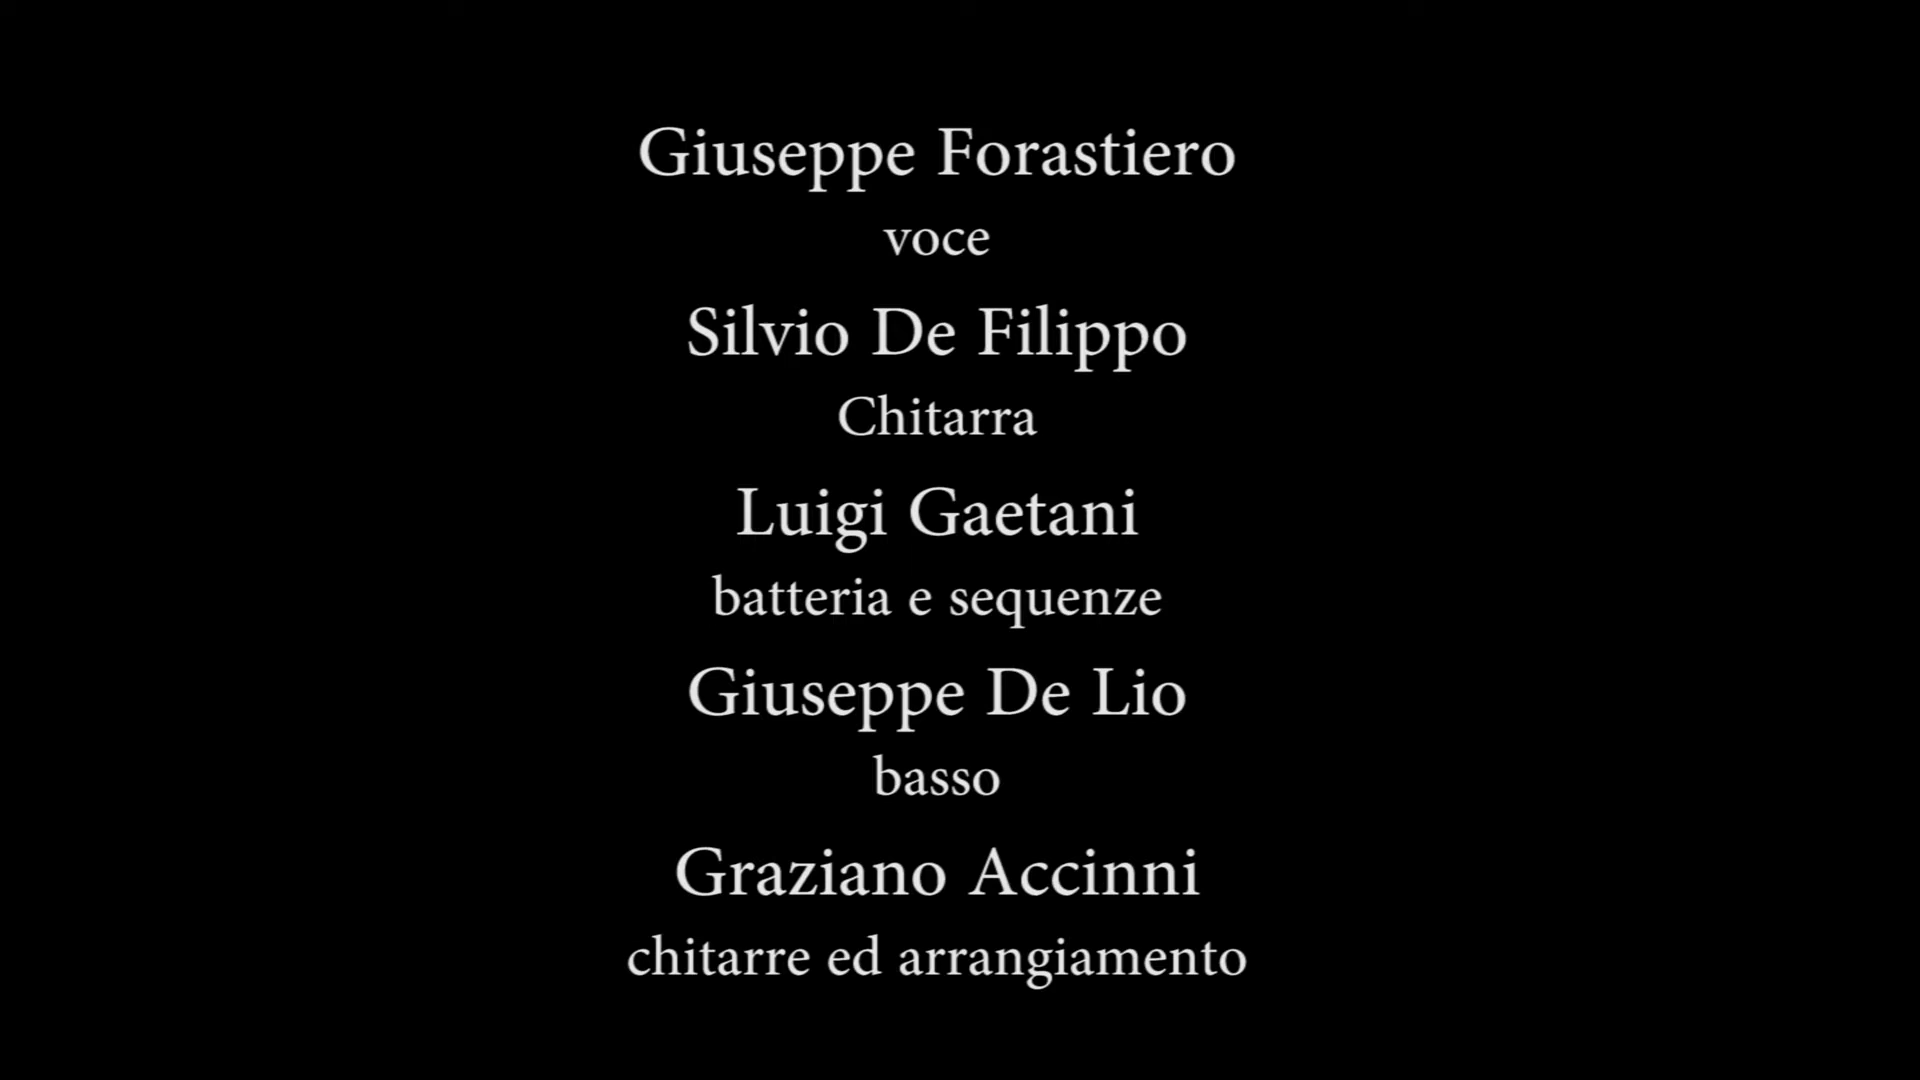 Giuseppe Forastiero
voce
Silvio De Filippo
Chitarra
Luigi Gaetani
batteria e sequenze
Giuseppe De Lio
basso
Graziano Accinni
chitarre ed arrangiamento